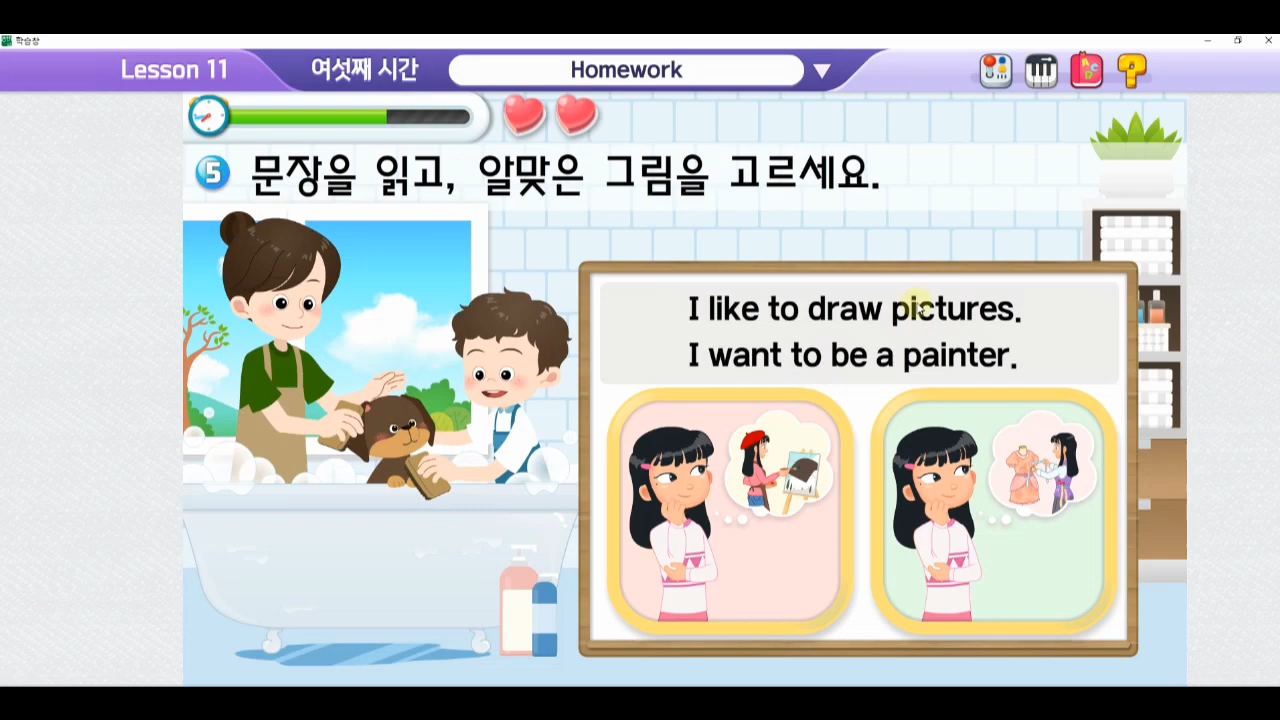 학습창
Lesson 11
여섯째 시간
Homework
5 문장을 읽고, 알맞은 그림을 고르세요.
I like to draw pictures.
I want to be a painter.